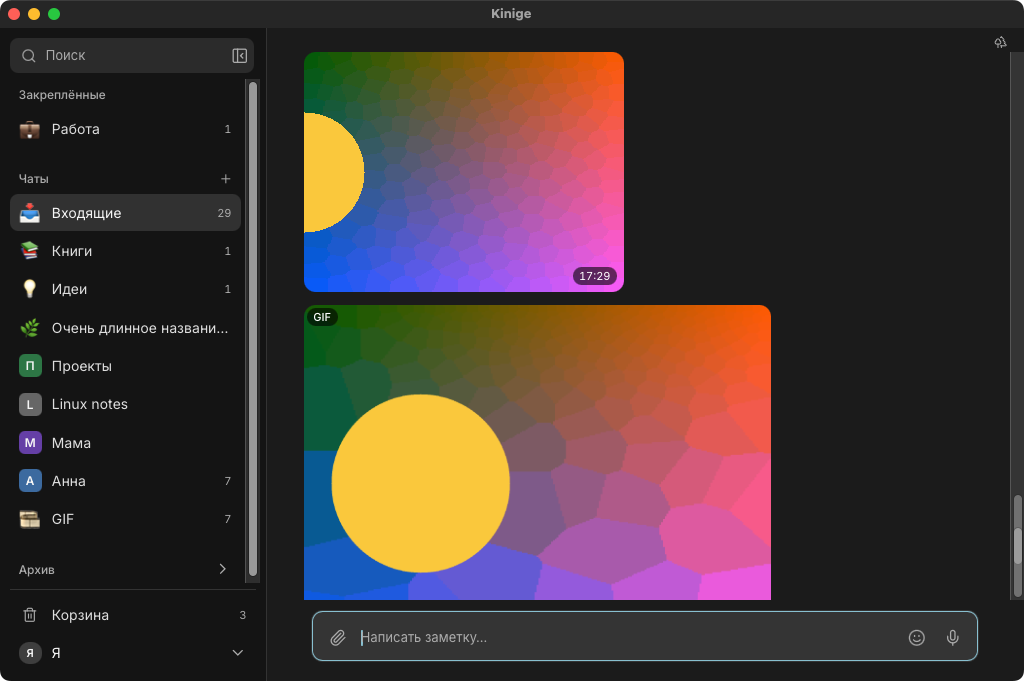 Kinige
Поиск
Закреплённые
Работа 1
Чаты
Входящие 29
Книги 1
Идеи 1
Очень длинное названи...
П Проекты
L Linux notes
М Мама
А Анна 7
GIF 7
Архив
Корзина 3
Я Я
17:29
GIF
Написать заметку...